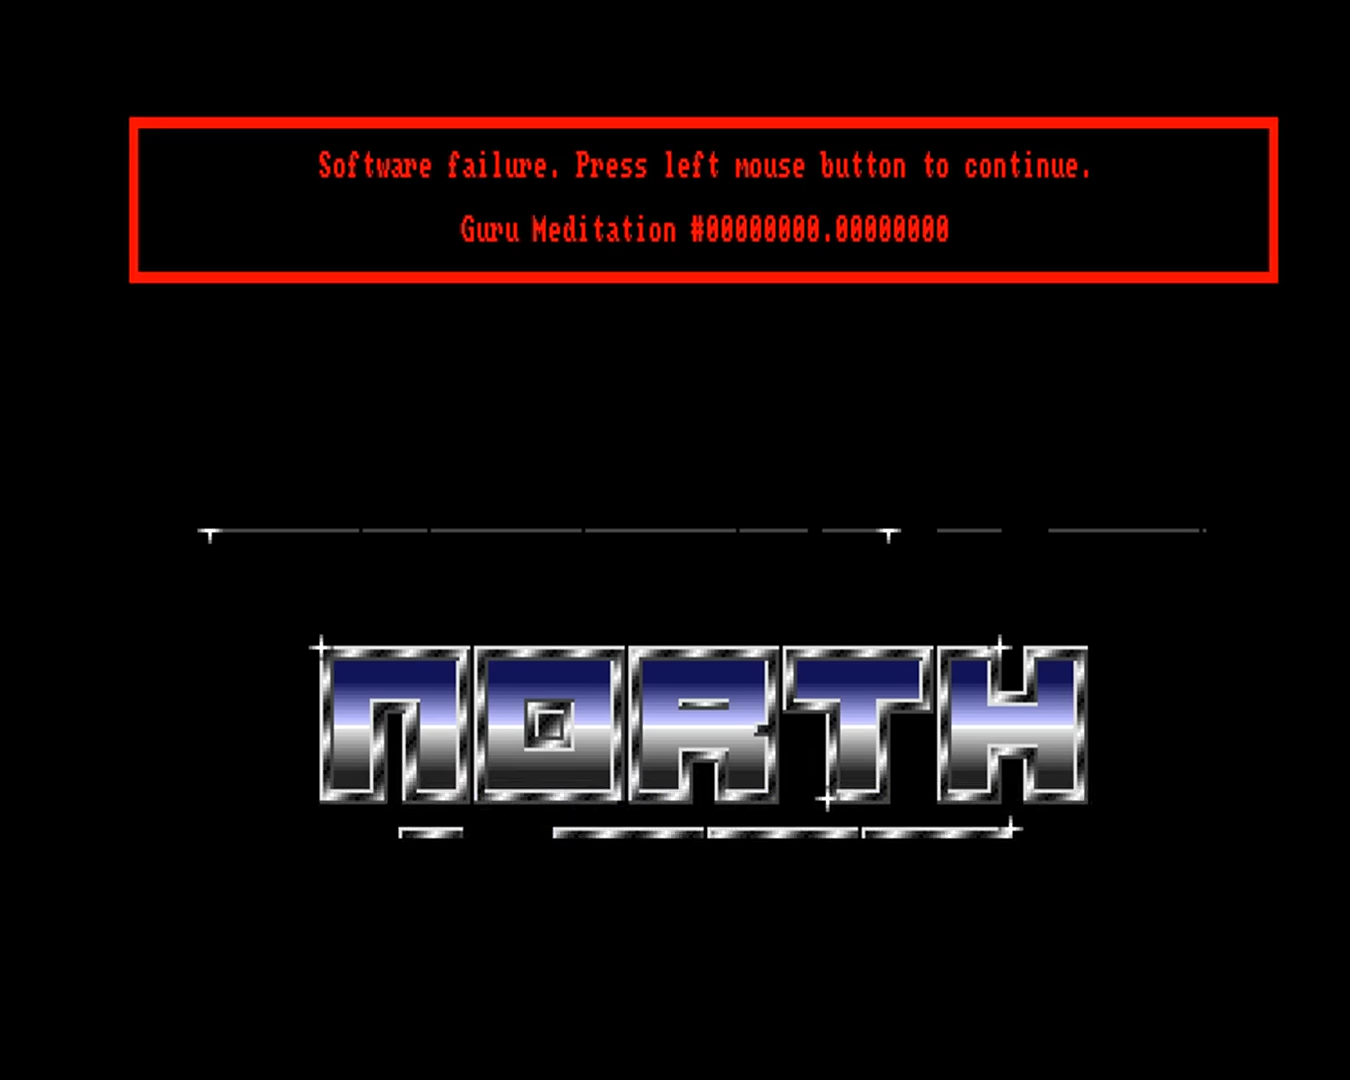 Software failure. Press left mouse button to continue.
Guru Meditation #00000000.00000000
NORTH